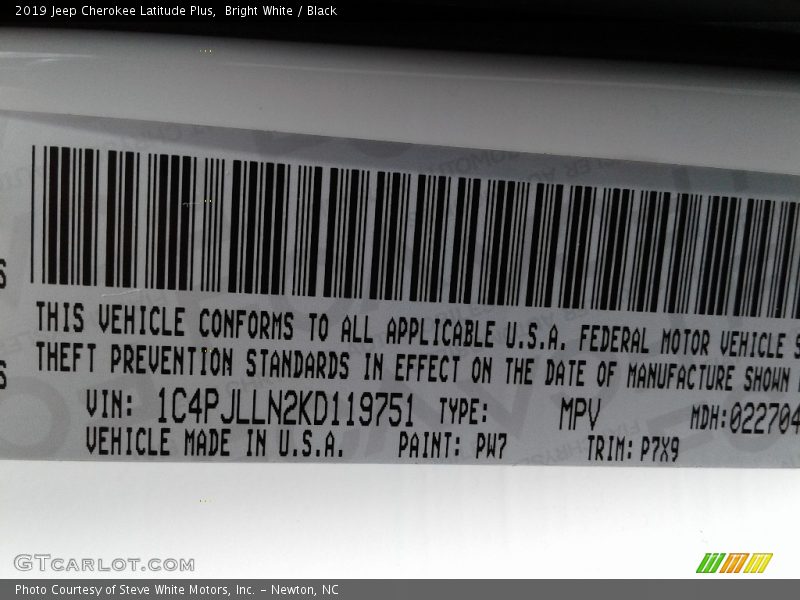 2019 Jeep Cherokee Latitude Plus, Bright White / Black
THIS VEHICLE CONFORMS TO ALL APPLICABLE U.S.A. FEDERAL MOTOR VEHICLE S
THEFT PREVENTION STANDARDS IN EFFECT ON THE DATE OF MANUFACTURE SHOWN
VIN: 1C4PJLLN2KD119751 TYPE: MPV MDH:022704
VEHICLE MADE IN U.S.A. PAINT: PW7 TRIM: P7X9
GTCARLOT.COM
Photo Courtesy of Steve White Motors, Inc. - Newton, NC